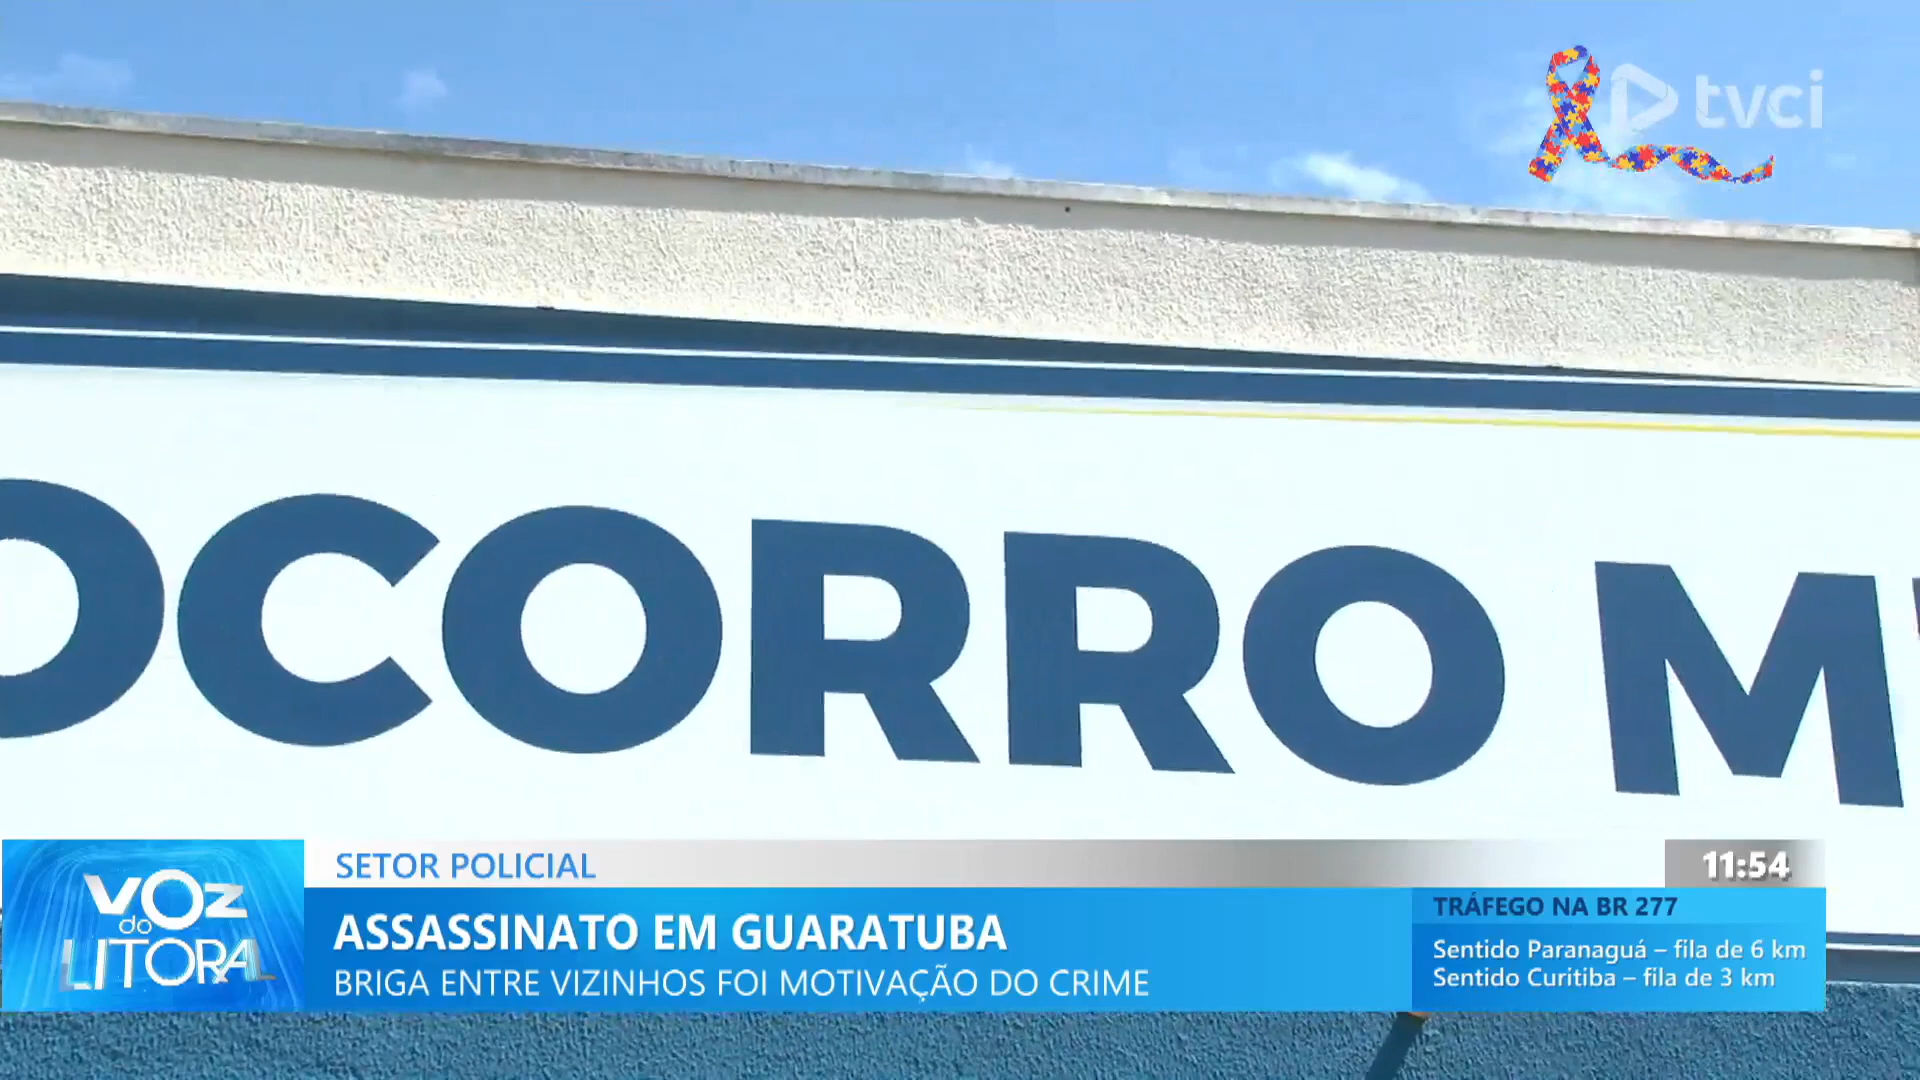 tvci
OCORRO M
SETOR POLICIAL
11:54
VOZ
do
LITORAL
ASSASSINATO EM GUARATUBA
BRIGA ENTRE VIZINHOS FOI MOTIVAÇÃO DO CRIME
TRÁFEGO NA BR 277
Sentido Paranaguá – fila de 6 km
Sentido Curitiba – fila de 3 km